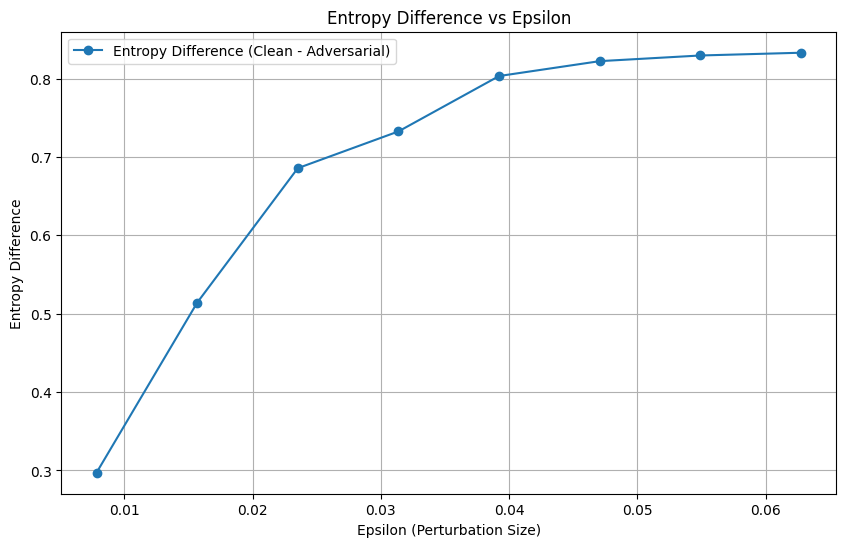 Entropy Difference vs Epsilon
Entropy Difference (Clean - Adversarial)
Entropy Difference
0.8
0.7
0.6
0.5
0.4
0.3
0.01 0.02 0.03 0.04 0.05 0.06
Epsilon (Perturbation Size)